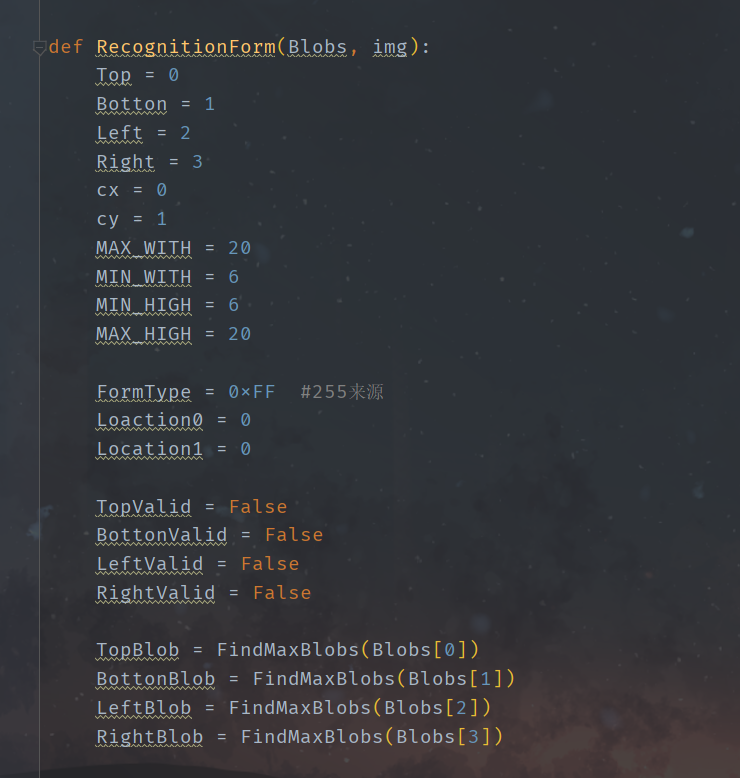 def RecognitionForm(Blobs, img):
    Top = 0
    Botton = 1
    Left = 2
    Right = 3
    cx = 0
    cy = 1
    MAX_WITH = 20
    MIN_WITH = 6
    MIN_HIGH = 6
    MAX_HIGH = 20

    FormType = 0×FF  #255来源
    Loaction0 = 0
    Location1 = 0

    TopValid = False
    BottonValid = False
    LeftValid = False
    RightValid = False

    TopBlob = FindMaxBlobs(Blobs[0])
    BottonBlob = FindMaxBlobs(Blobs[1])
    LeftBlob = FindMaxBlobs(Blobs[2])
    RightBlob = FindMaxBlobs(Blobs[3])